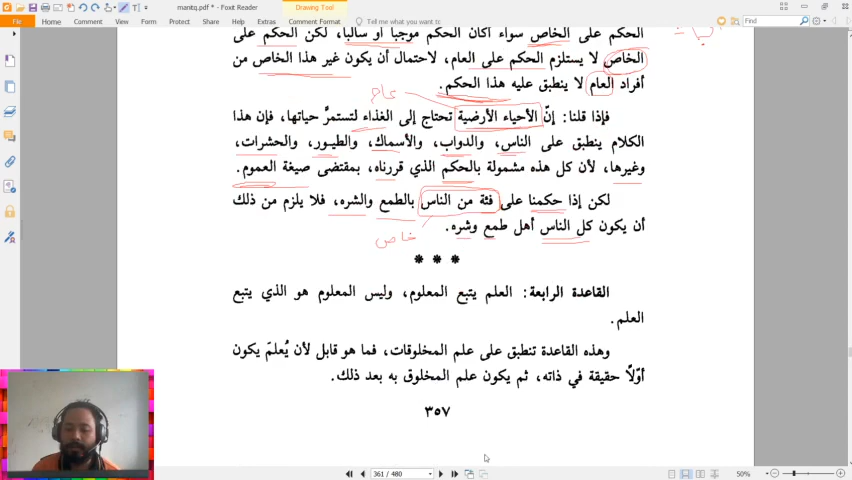 manitq.pdf * - Foxit Reader
Drawing Tool
File Home Comment View Form Protect Share Help Extras Comment Format Tell me what you want tc Find
الحكم على الخاص سواء أكان الحكم موجباً أو سالباً، لكن الحكم على
الخاص لا يستلزم الحكم على العام، لاحتمال أن يكون غير هذا الخاص من
أفراد العام لا ينطبق عليه هذا الحكم.
عام
فإذا قلنا: إنّ الأحياء الأرضية تحتاج إلى الغذاء لتستمرَّ حياتها، فإن هذا
الكلام ينطبق على الناس، والدواب، والأسماك، والطيـور، والحشرات،
وغيرها، لأن كل هذه مشمولة بالحكم الذي قررناه، بمقتضى صيغة العموم.
لكن إذا حكمنا على فئة من الناس بالطمع والشره، فلا يلزم من ذلك
أن يكون كل الناس أهل طمع وشره.
خاص
* * *
القاعدة الرابعة: العلم يتبع المعلوم، وليس المعلوم هو الذي يتبع
العلم.
وهذه القاعدة تنطبق على علم المخلوقات، فما هو قابل لأن يُعلمَ يكون
أوّلاً حقيقة في ذاته، ثم يكون علم المخلوق به بعد ذلك.
٣٥٧
361 / 480
50%